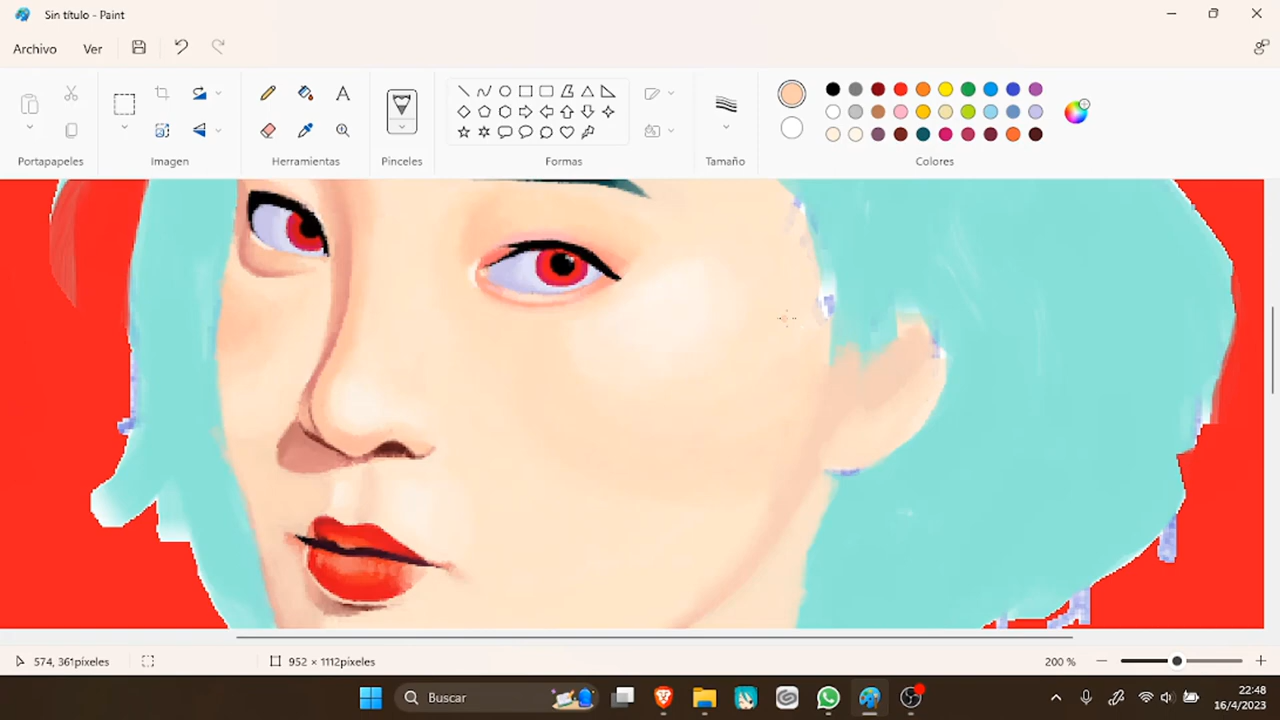 Sin título - Paint
Archivo Ver
Portapapeles Imagen Herramientas Pinceles Formas Tamaño Colores
574, 361píxeles 952 × 1112píxeles 200 %
Buscar
22:48
16/4/2023